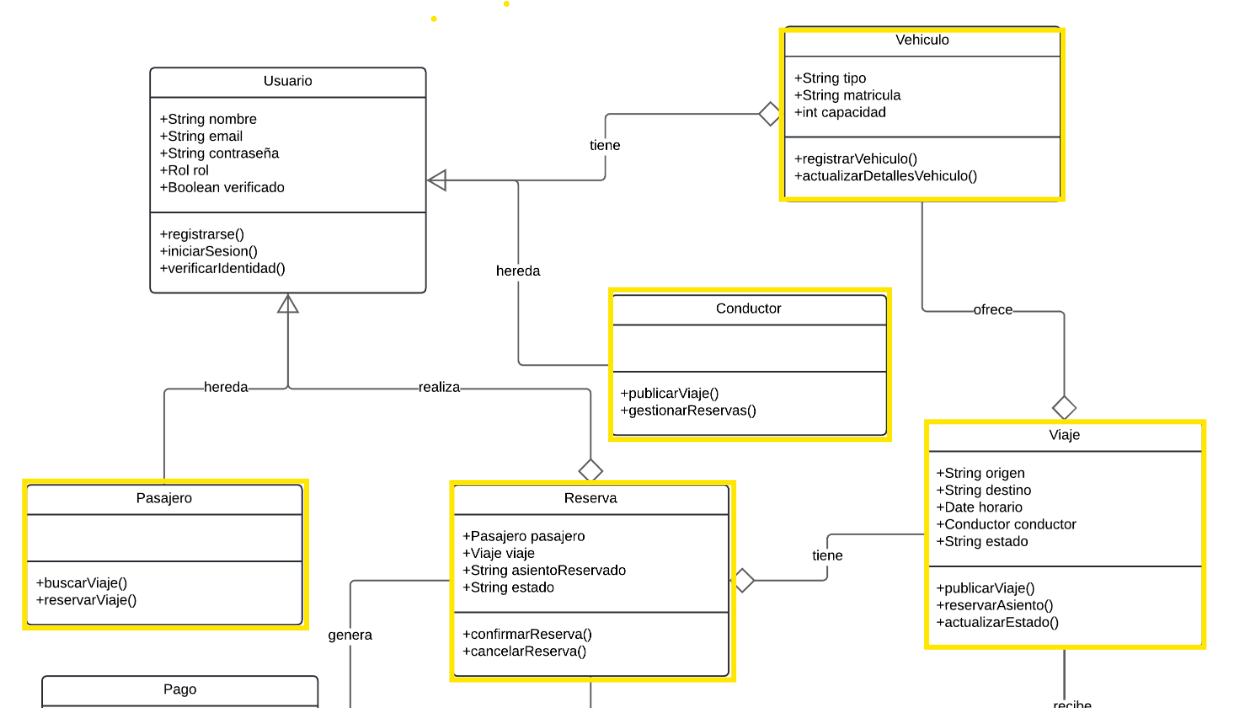 Usuario
+String nombre
+String email
+String contraseña
+Rol rol
+Boolean verificado
+registrarse()
+iniciarSesion()
+verificarIdentidad()
tiene
Vehiculo
+String tipo
+String matricula
+int capacidad
+registrarVehiculo()
+actualizarDetallesVehiculo()
hereda
Conductor
+publicarViaje()
+gestionarReservas()
ofrece
hereda
realiza
Pasajero
+buscarViaje()
+reservarViaje()
Reserva
+Pasajero pasajero
+Viaje viaje
+String asientoReservado
+String estado
+confirmarReserva()
+cancelarReserva()
tiene
Viaje
+String origen
+String destino
+Date horario
+Conductor conductor
+String estado
+publicarViaje()
+reservarAsiento()
+actualizarEstado()
genera
Pago
recibe